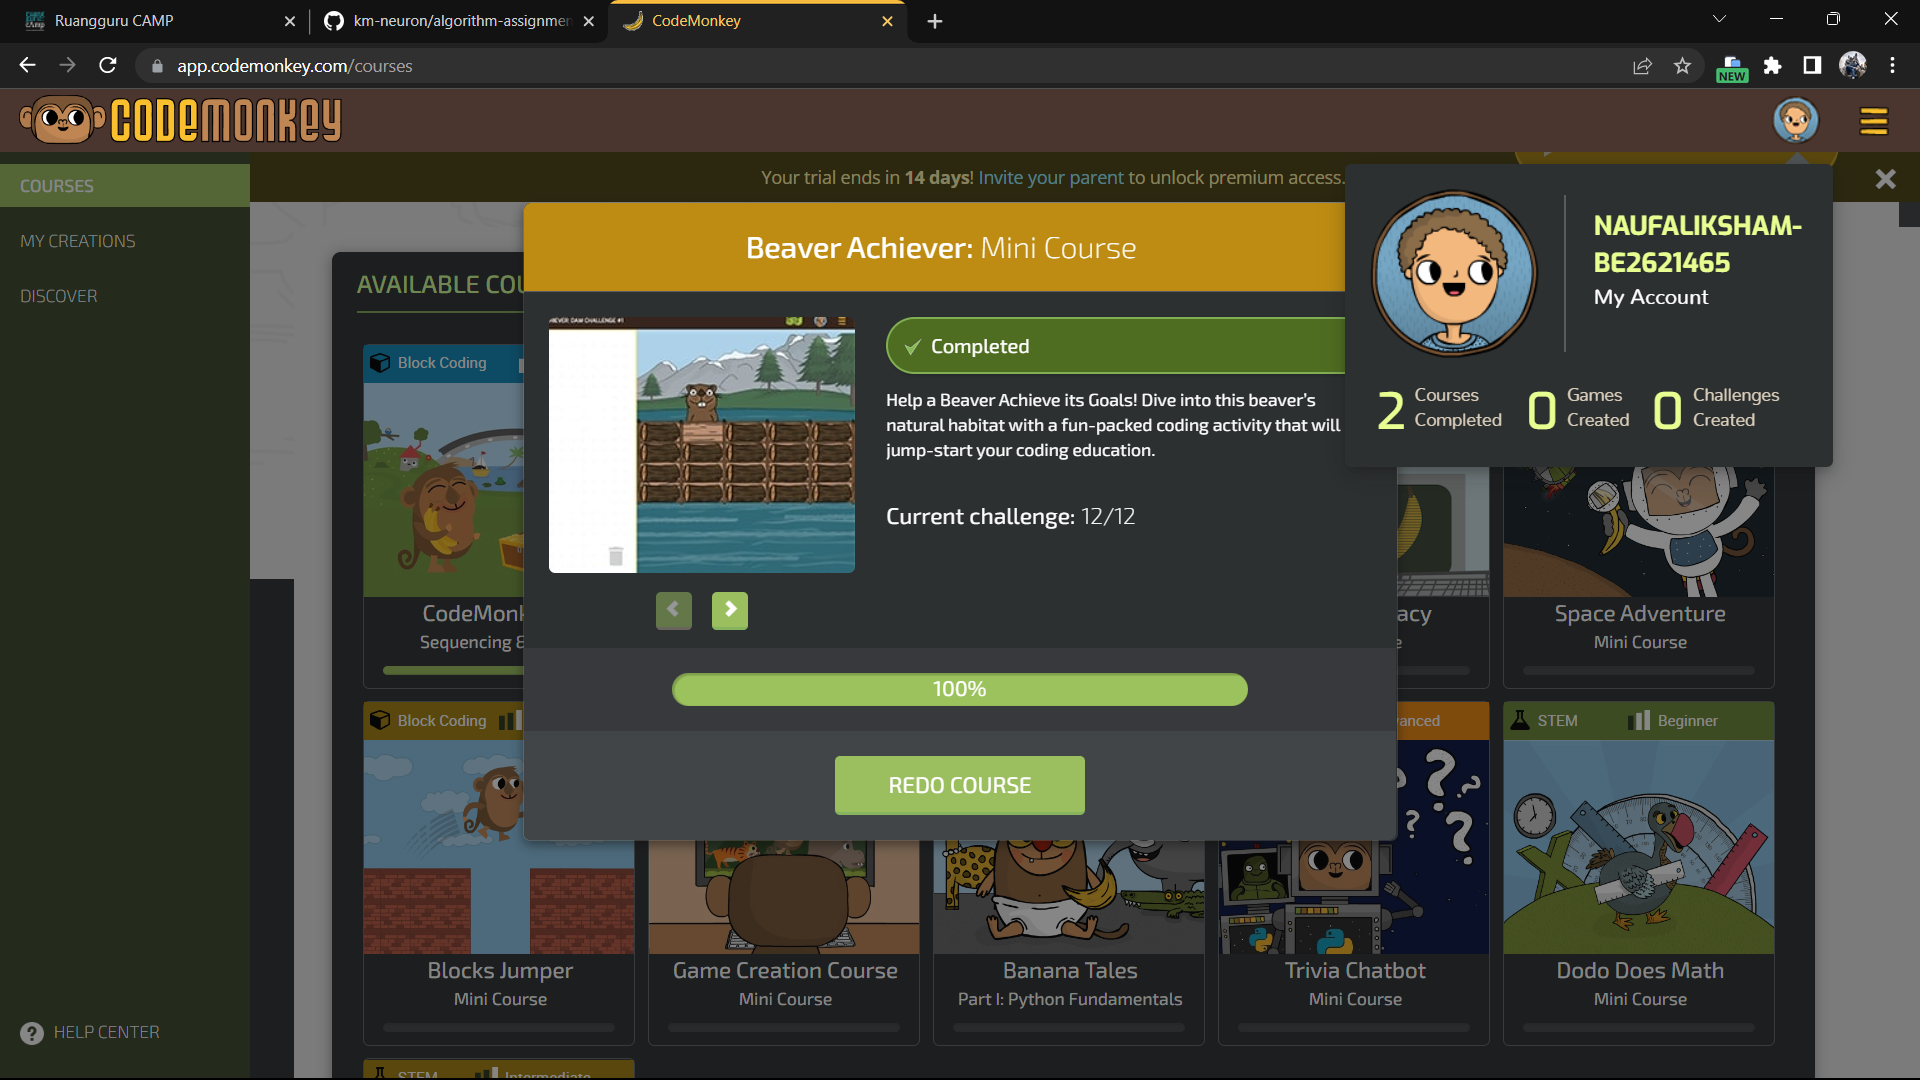 Ruangguru CAMP
km-neuron/algorithm-assignmen
CodeMonkey
app.codemonkey.com/courses
NEW
CODEMONKEY
COURSES
MY CREATIONS
DISCOVER
HELP CENTER
Your trial ends in 14 days! Invite your parent to unlock premium access.
NAUFALIKSHAM-
BE2621465
My Account
2 Courses Completed
0 Games Created
0 Challenges Created
AVAILABLE COU
Beaver Achiever: Mini Course
IEVER: DAM CHALLENGE #1
Completed
Help a Beaver Achieve its Goals! Dive into this beaver's
natural habitat with a fun-packed coding activity that will
jump-start your coding education.
Current challenge: 12/12
100%
REDO COURSE
Block Coding
CodeMonk
Sequencing &
acy
e
Space Adventure
Mini Course
Block Coding
Blocks Jumper
Mini Course
Game Creation Course
Mini Course
Banana Tales
Part I: Python Fundamentals
anced
Trivia Chatbot
Mini Course
STEM
Beginner
Dodo Does Math
Mini Course
STEM
Intermediate